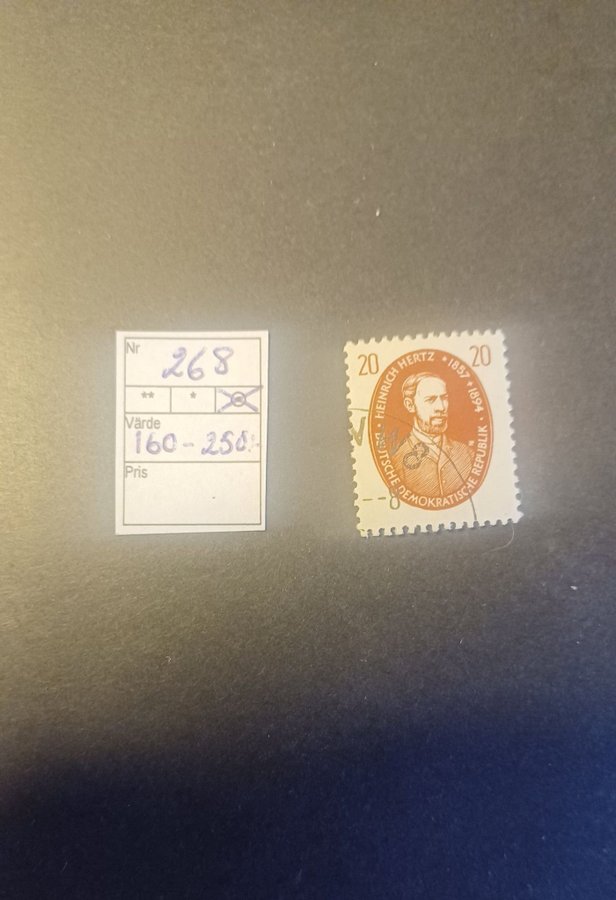 Nr 268
** *
Värde
160-250:-
Pris
20 20
HEINRICH HERTZ *1857 +1894
DEUTSCHE DEMOKRATISCHE REPUBLIK